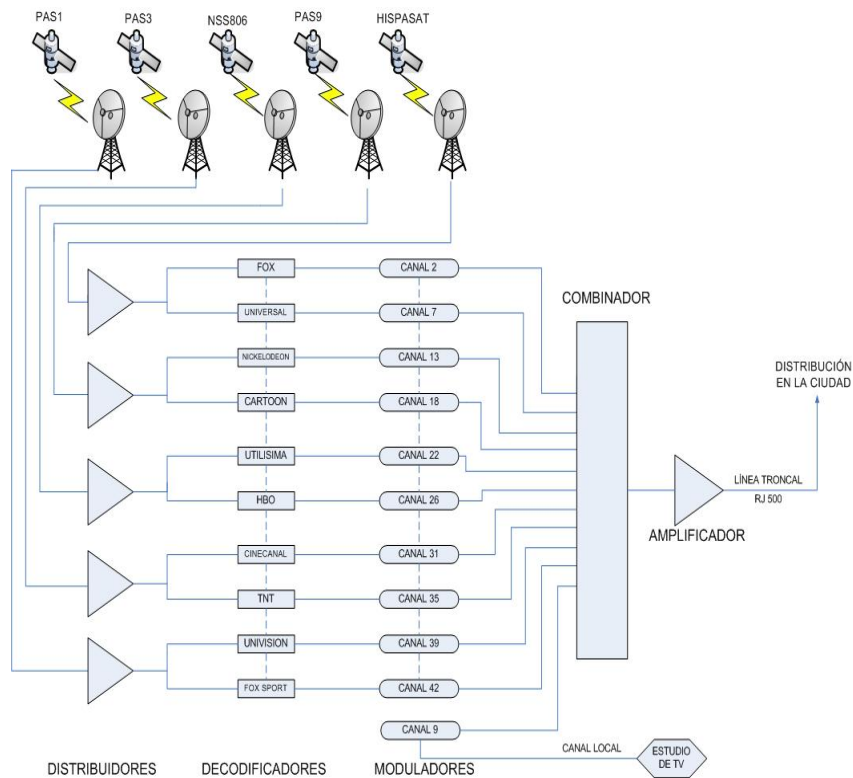 PAS1
PAS3
NSS806
PAS9
HISPASAT
FOX
CANAL 2
UNIVERSAL
CANAL 7
COMBINADOR
NICKELODEON
CANAL 13
CARTOON
CANAL 18
DISTRIBUCIÓN
EN LA CIUDAD
UTILISIMA
CANAL 22
HBO
CANAL 26
LÍNEA TRONCAL
RJ 500
AMPLIFICADOR
CINECANAL
CANAL 31
TNT
CANAL 35
UNIVISION
CANAL 39
FOX SPORT
CANAL 42
CANAL 9
CANAL LOCAL
ESTUDIO
DE TV
DISTRIBUIDORES
DECODIFICADORES
MODULADORES